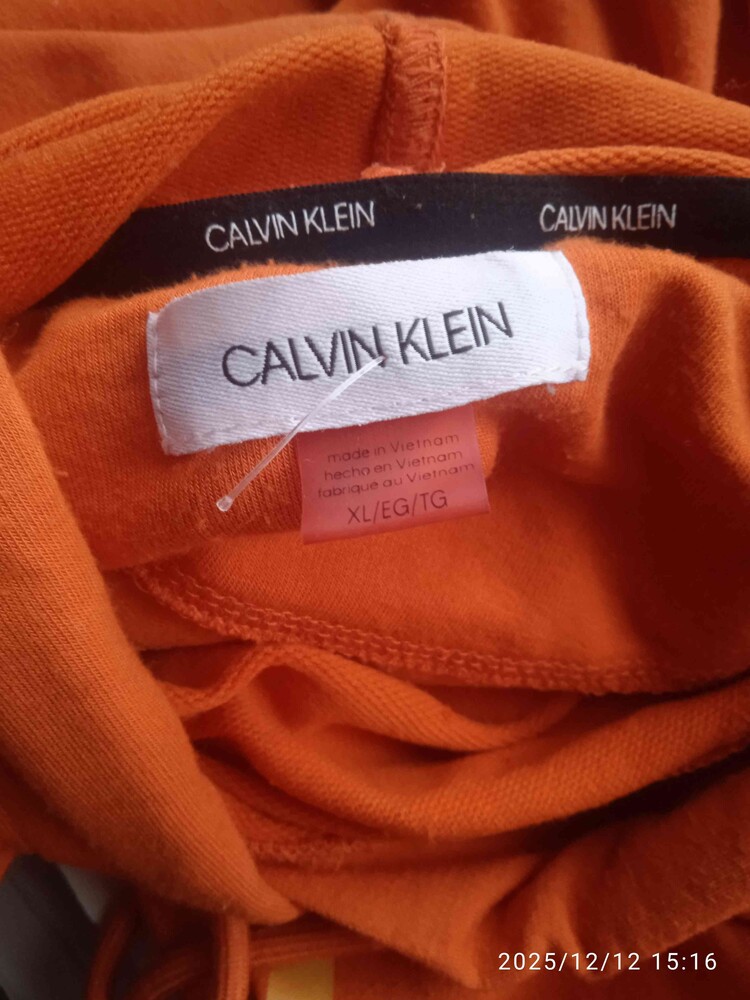 CALVIN KLEIN CALVIN KLEIN
CALVIN KLEIN
made in Vietnam
hecho en Vietnam
fabriqué au Vietnam
XL/EG/TG
2025/12/12 15:16